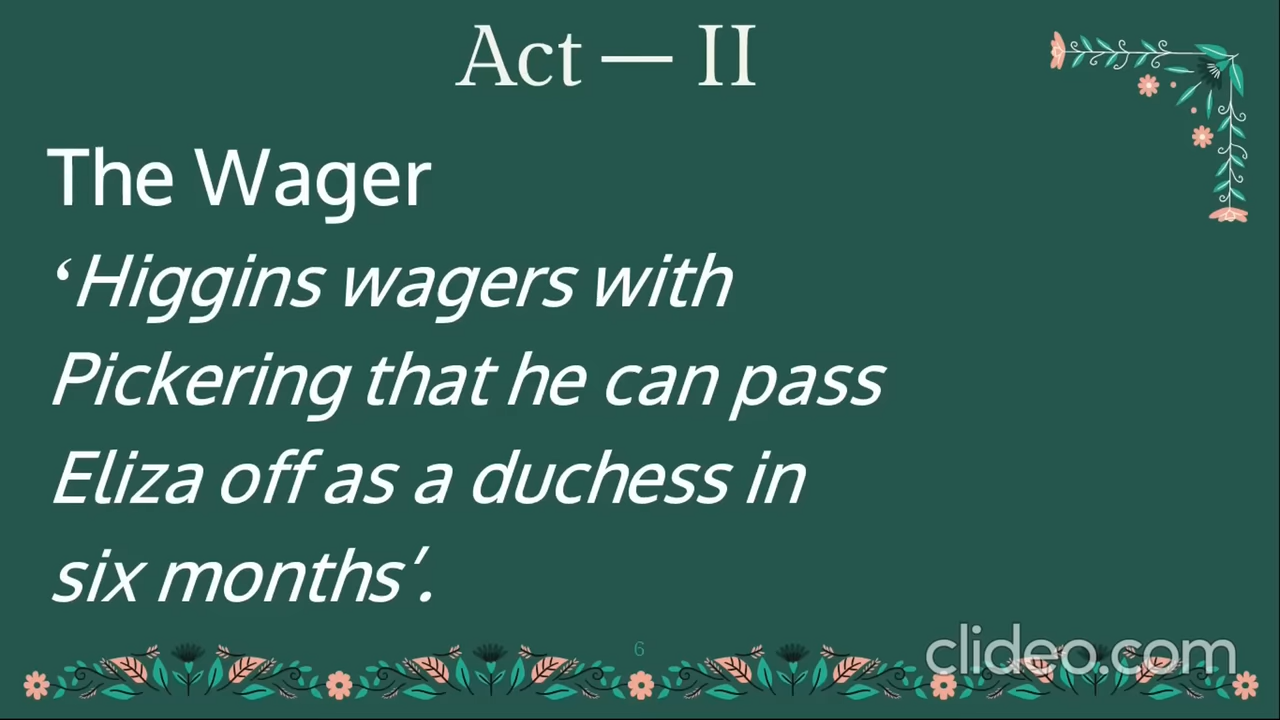 Act — II
The Wager
‘Higgins wagers with
Pickering that he can pass
Eliza off as a duchess in
six months’.
6
clideo.com